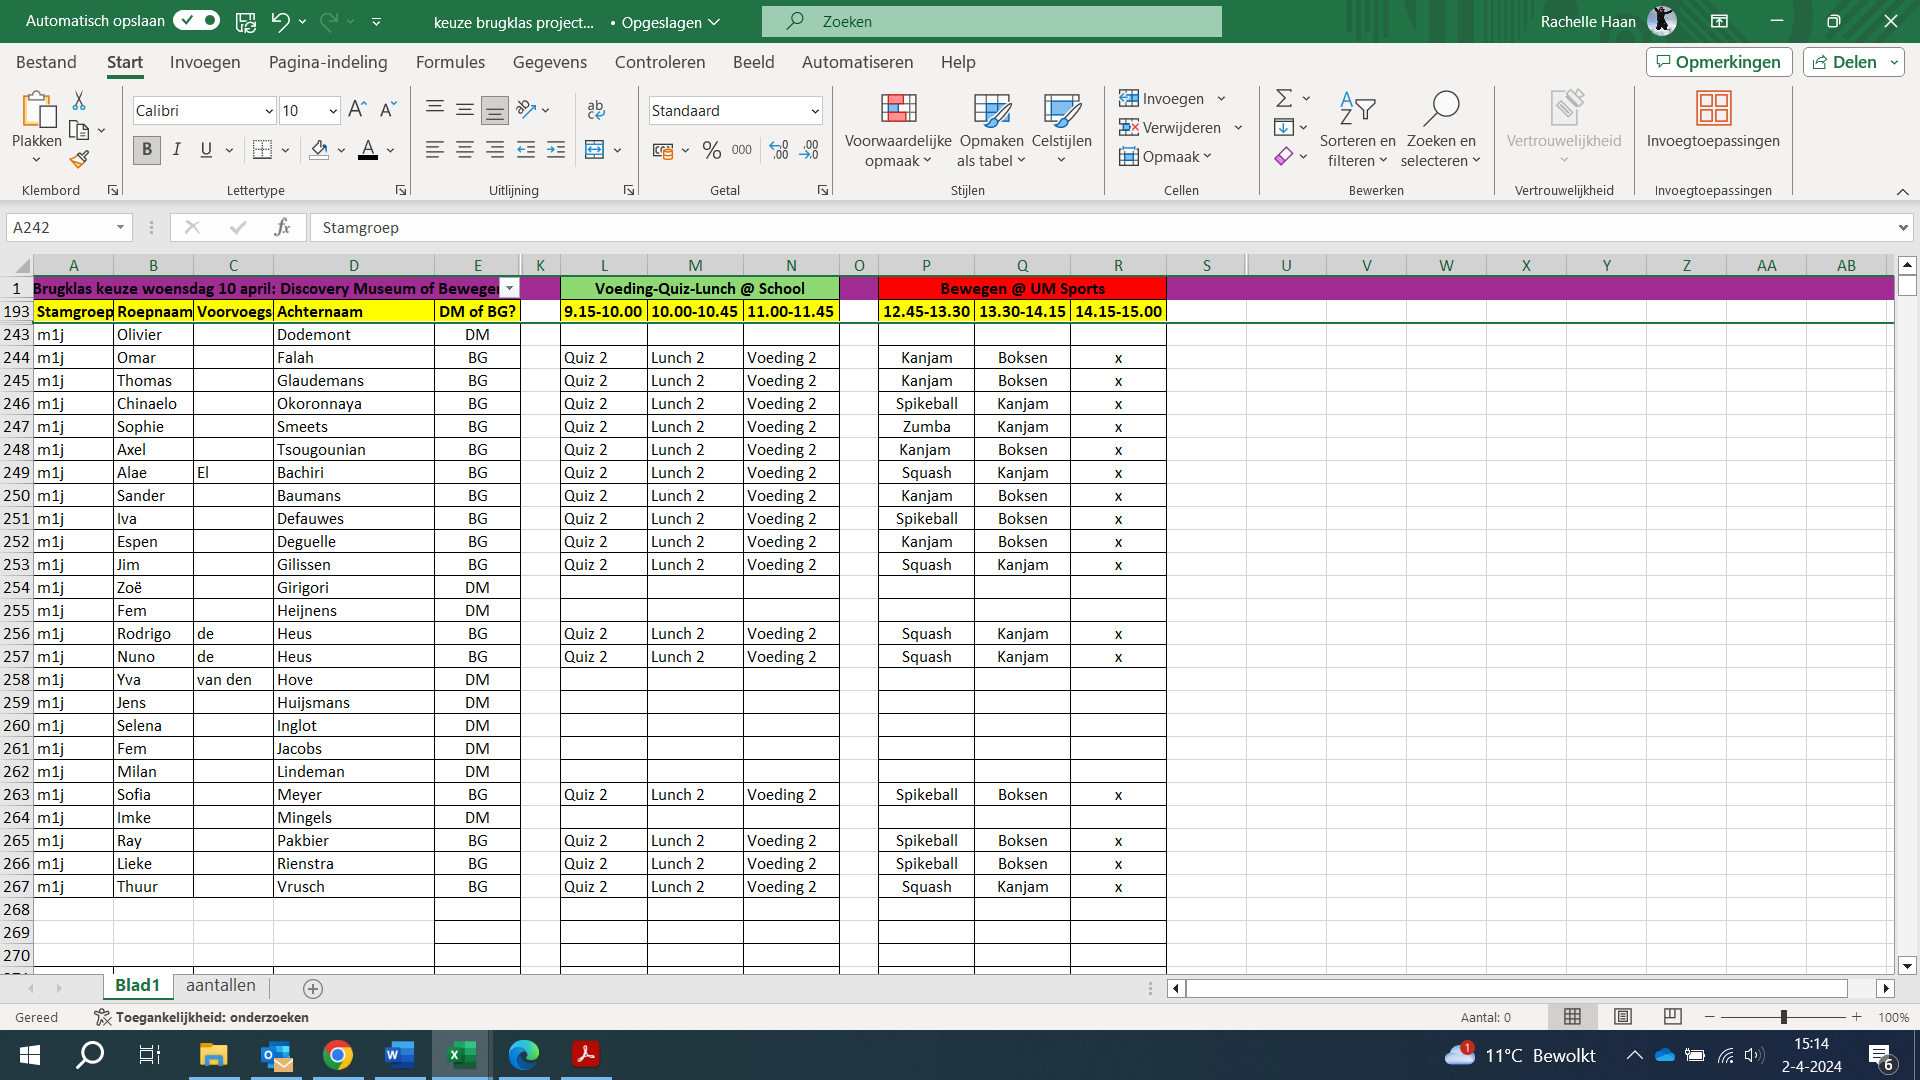 Automatisch opslaan keuze brugklas project... • Opgeslagen Zoeken Rachelle Haan
Bestand Start Invoegen Pagina-indeling Formules Gegevens Controleren Beeld Automatiseren Help Opmerkingen Delen
Plakken
Klembord
Calibri 10
B I U
Lettertype
ab
Uitlijning
Standaard
% 000
Getal
Voorwaardelijke opmaak
Opmaken als tabel
Celstijlen
Stijlen
Invoegen
Verwijderen
Opmaak
Cellen
Sorteren en filteren
Zoeken en selecteren
Bewerken
Vertrouwelijkheid
Vertrouwelijkheid
Invoegtoepassingen
Invoegtoepassingen
A242 fx Stamgroep
A B C D E K L M N O P Q R S U V W X Y Z AA AB
1 Brugklas keuze woensdag 10 april: Discovery Museum of Bewegen Voeding-Quiz-Lunch @ School Bewegen @ UM Sports
193 Stamgroep Roepnaam Voorvoegs Achternaam DM of BG? 9.15-10.00 10.00-10.45 11.00-11.45 12.45-13.30 13.30-14.15 14.15-15.00
243 m1j Olivier Dodemont DM
244 m1j Omar Falah BG Quiz 2 Lunch 2 Voeding 2 Kanjam Boksen x
245 m1j Thomas Glaudemans BG Quiz 2 Lunch 2 Voeding 2 Kanjam Boksen x
246 m1j Chinaelo Okoronnaya BG Quiz 2 Lunch 2 Voeding 2 Spikeball Kanjam x
247 m1j Sophie Smeets BG Quiz 2 Lunch 2 Voeding 2 Zumba Kanjam x
248 m1j Axel Tsougounian BG Quiz 2 Lunch 2 Voeding 2 Kanjam Boksen x
249 m1j Alae El Bachiri BG Quiz 2 Lunch 2 Voeding 2 Squash Kanjam x
250 m1j Sander Baumans BG Quiz 2 Lunch 2 Voeding 2 Kanjam Boksen x
251 m1j Iva Defauwes BG Quiz 2 Lunch 2 Voeding 2 Spikeball Boksen x
252 m1j Espen Deguelle BG Quiz 2 Lunch 2 Voeding 2 Kanjam Boksen x
253 m1j Jim Gilissen BG Quiz 2 Lunch 2 Voeding 2 Squash Kanjam x
254 m1j Zoë Girigori DM
255 m1j Fem Heijnens DM
256 m1j Rodrigo de Heus BG Quiz 2 Lunch 2 Voeding 2 Squash Kanjam x
257 m1j Nuno de Heus BG Quiz 2 Lunch 2 Voeding 2 Squash Kanjam x
258 m1j Yva van den Hove DM
259 m1j Jens Huijsmans DM
260 m1j Selena Inglot DM
261 m1j Fem Jacobs DM
262 m1j Milan Lindeman DM
263 m1j Sofia Meyer BG Quiz 2 Lunch 2 Voeding 2 Spikeball Boksen x
264 m1j Imke Mingels DM
265 m1j Ray Pakbier BG Quiz 2 Lunch 2 Voeding 2 Spikeball Boksen x
266 m1j Lieke Rienstra BG Quiz 2 Lunch 2 Voeding 2 Spikeball Boksen x
267 m1j Thuur Vrusch BG Quiz 2 Lunch 2 Voeding 2 Squash Kanjam x
268
269
270
Blad1 aantallen
Gereed Toegankelijkheid: onderzoeken Aantal: 0 100%
1 11°C Bewolkt 15:14
2-4-2024 6